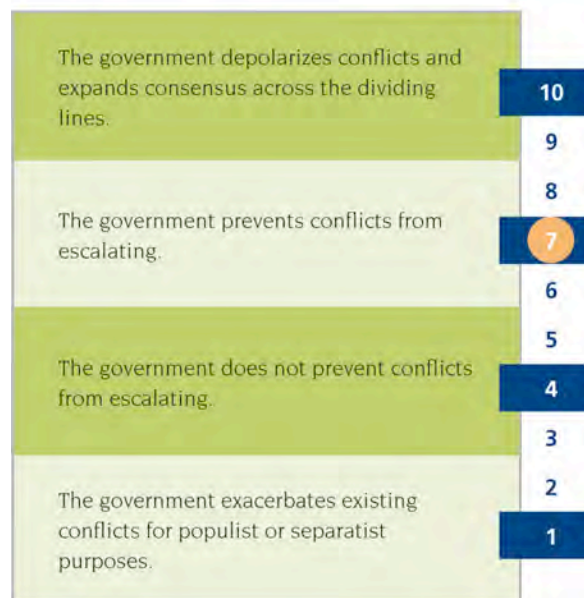 The government depolarizes conflicts and
expands consensus across the dividing
lines.
10
9
8
The government prevents conflicts from
escalating.
7
6
5
The government does not prevent conflicts
from escalating.
4
3
2
The government exacerbates existing
conflicts for populist or separatist
purposes.
1